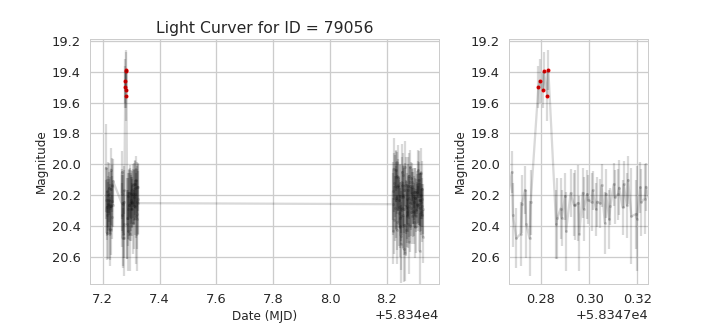 Light Curver for ID = 79056
19.2
19.4
19.6
19.8
20.0
20.2
20.4
20.6
Magnitude
7.2 7.4 7.6 7.8 8.0 8.2
Date (MJD)
+5.834e4
19.2
19.4
19.6
19.8
20.0
20.2
20.4
20.6
Magnitude
0.28 0.30 0.32
+5.8347e4